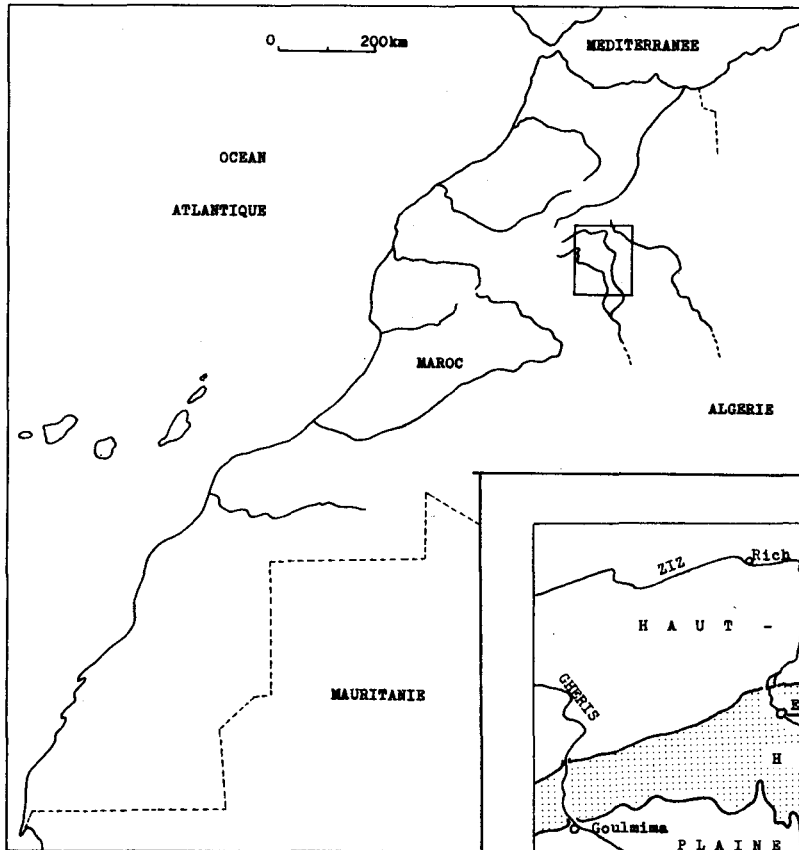 0 200km
MEDITERRANEE
OCEAN
ATLANTIQUE
MAROC
ALGERIE
MAURITANIE
ZIZ
Rich
H A U T -
GHERIS
E
H
Goulmima
P L A I N E